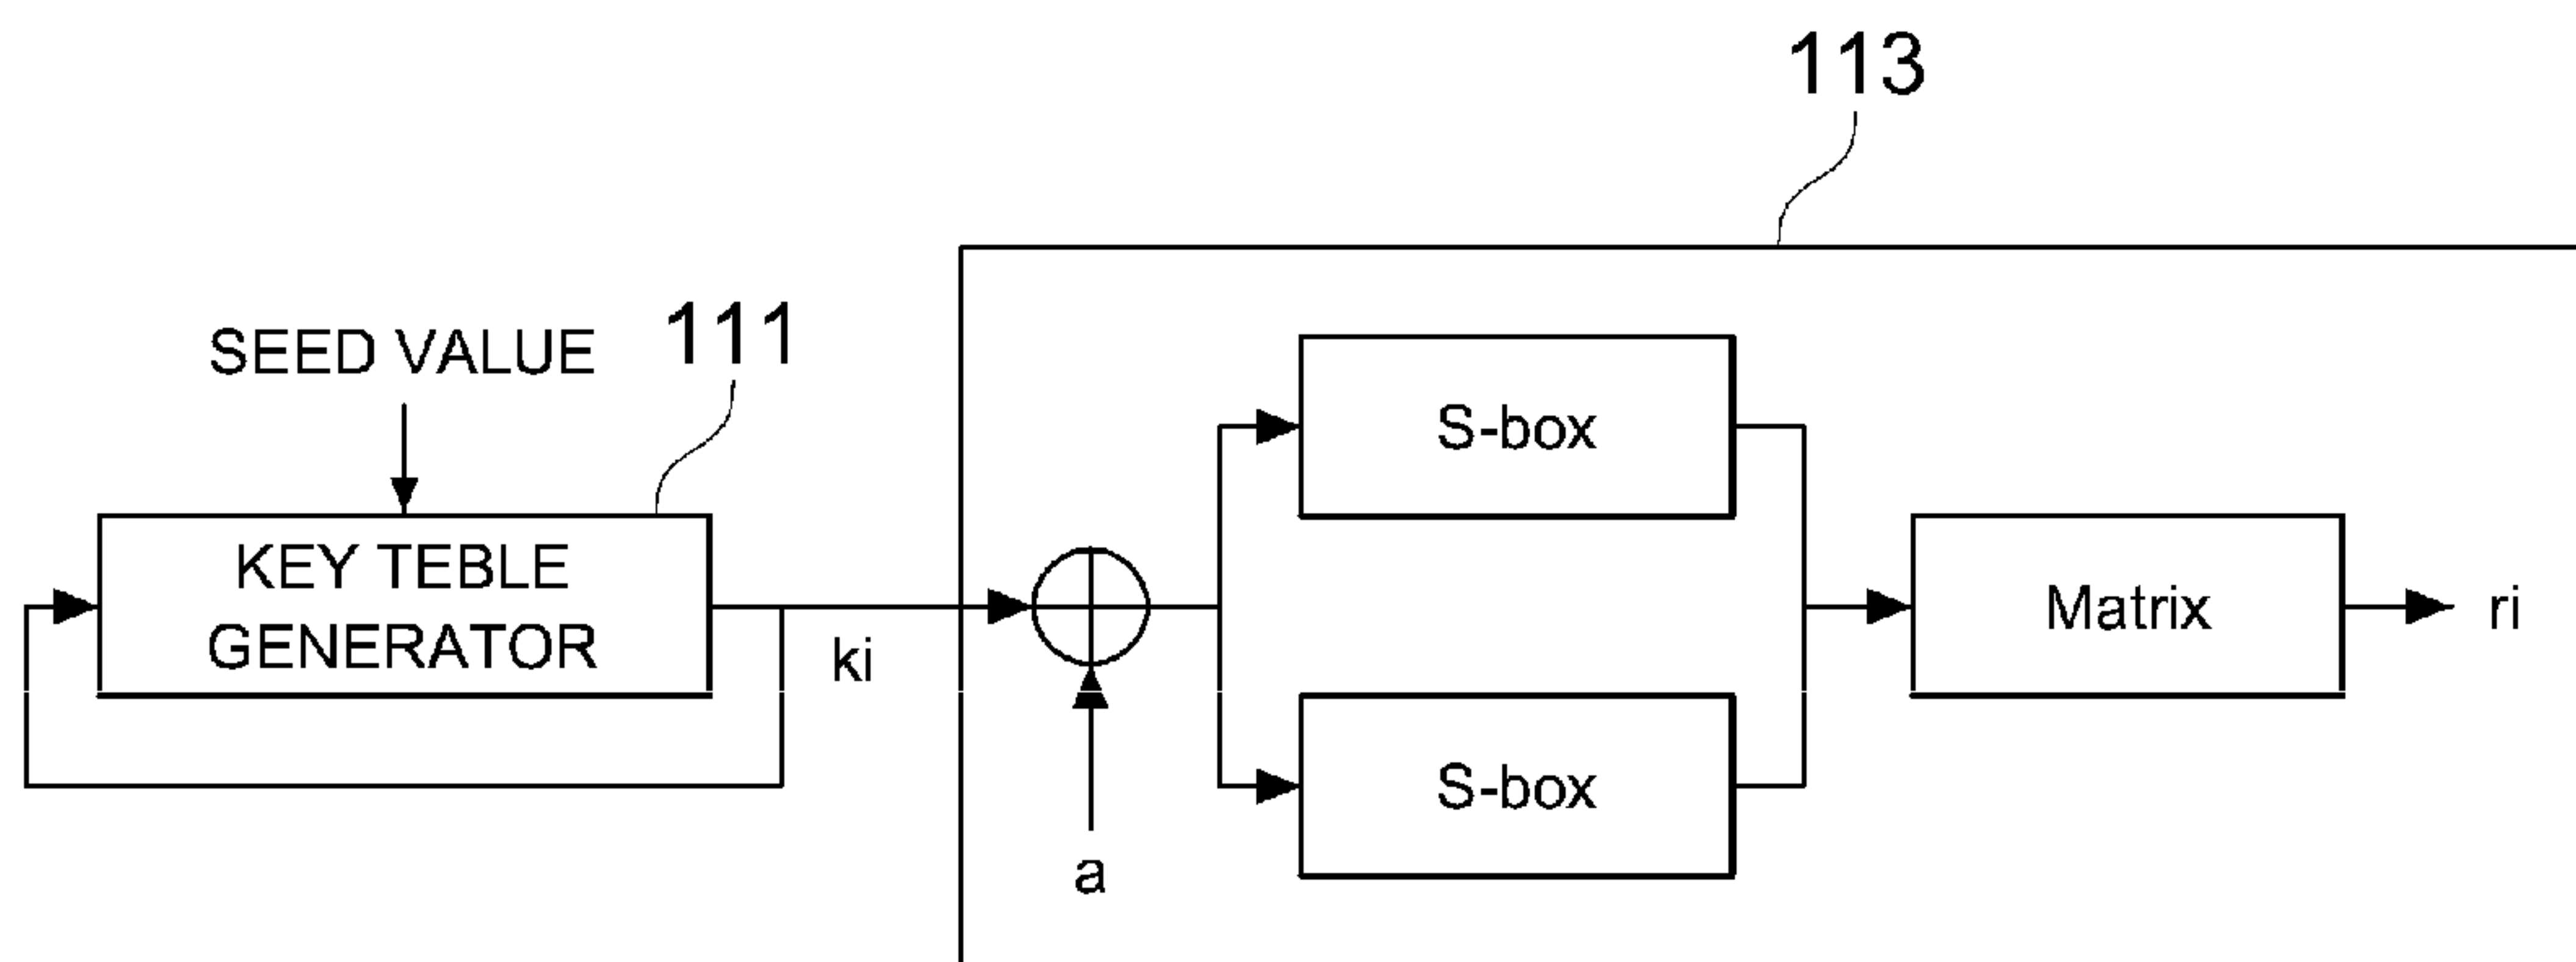 113
SEED VALUE
111
S-box
KEY TEBLE
GENERATOR
ki
Matrix
ri
S-box
a